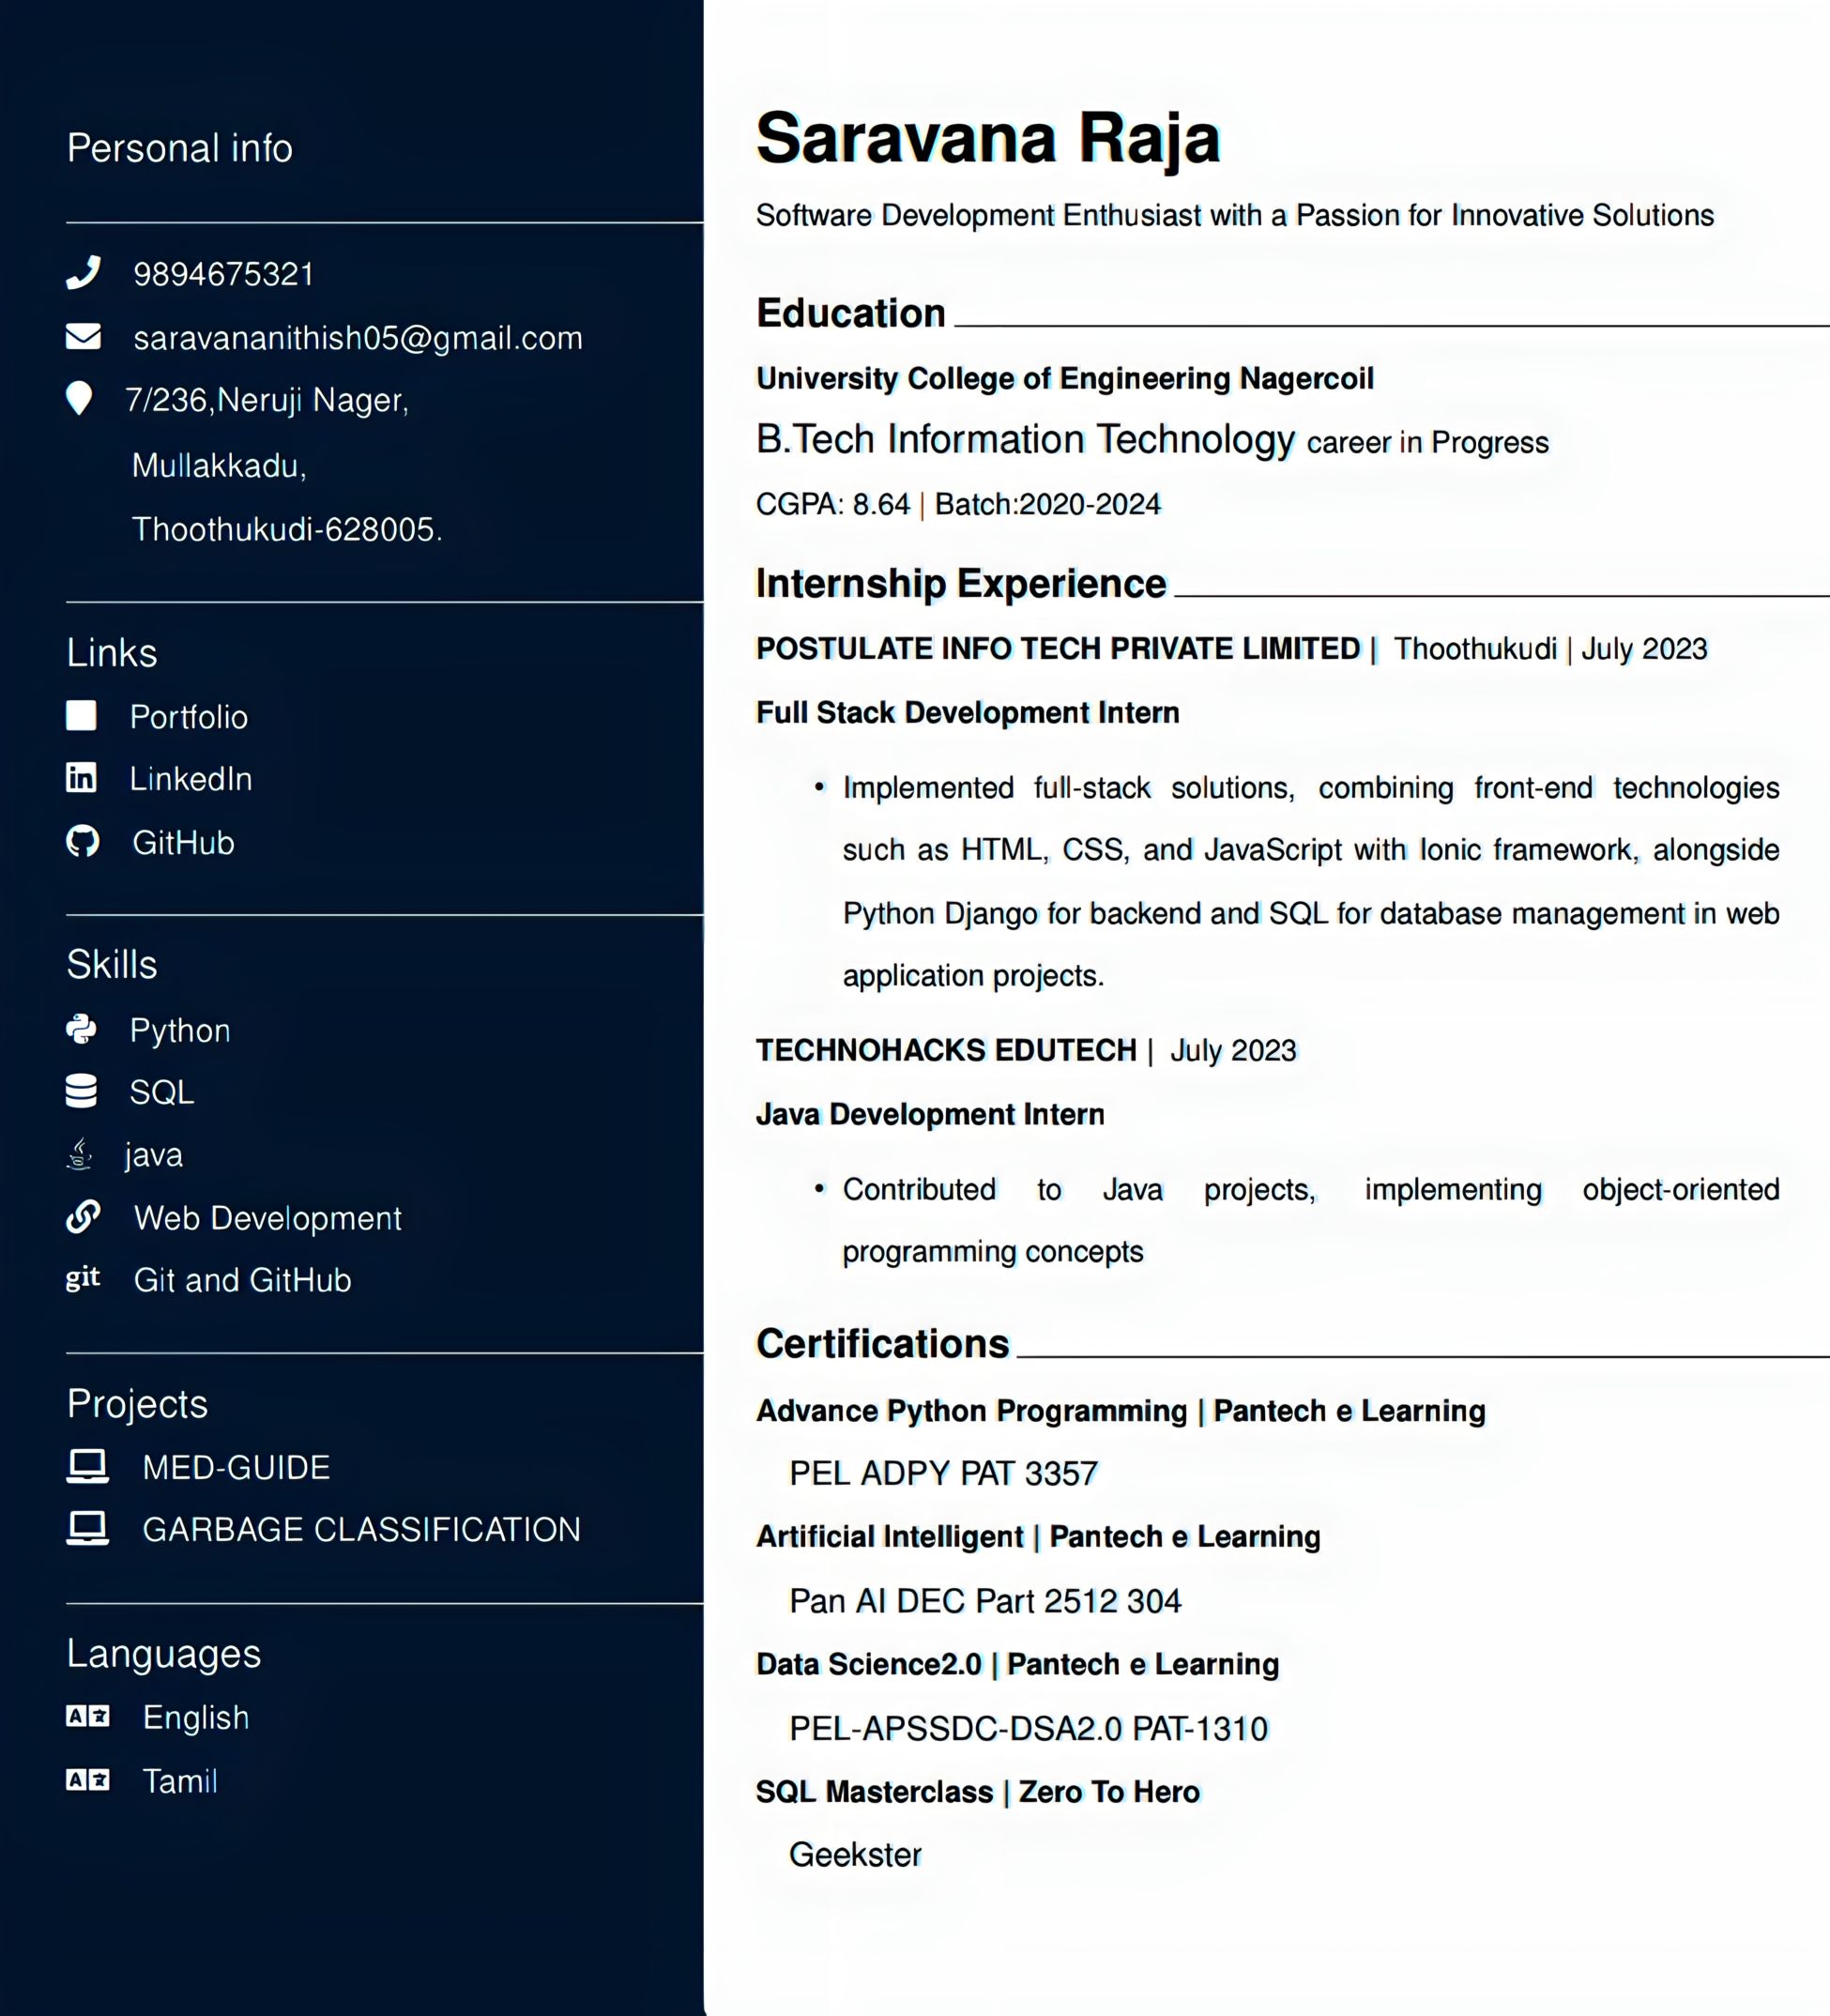 Personal info
9894675321
saravananithish05@gmail.com
7/236,Neruji Nager,
Mullakkadu,
Thoothukudi-628005.
Links
Portfolio
LinkedIn
GitHub
Skills
Python
SQL
java
Web Development
git Git and GitHub
Projects
MED-GUIDE
GARBAGE CLASSIFICATION
Languages
English
Tamil
Saravana Raja
Software Development Enthusiast with a Passion for Innovative Solutions
Education
University College of Engineering Nagercoil
B.Tech Information Technology career in Progress
CGPA: 8.64 | Batch:2020-2024
Internship Experience
POSTULATE INFO TECH PRIVATE LIMITED | Thoothukudi | July 2023
Full Stack Development Intern
• Implemented full-stack solutions, combining front-end technologies
such as HTML, CSS, and JavaScript with Ionic framework, alongside
Python Django for backend and SQL for database management in web
application projects.
TECHNOHACKS EDUTECH | July 2023
Java Development Intern
• Contributed to Java projects, implementing object-oriented
programming concepts
Certifications
Advance Python Programming | Pantech e Learning
PEL ADPY PAT 3357
Artificial Intelligent | Pantech e Learning
Pan AI DEC Part 2512 304
Data Science2.0 | Pantech e Learning
PEL-APSSDC-DSA2.0 PAT-1310
SQL Masterclass | Zero To Hero
Geekster